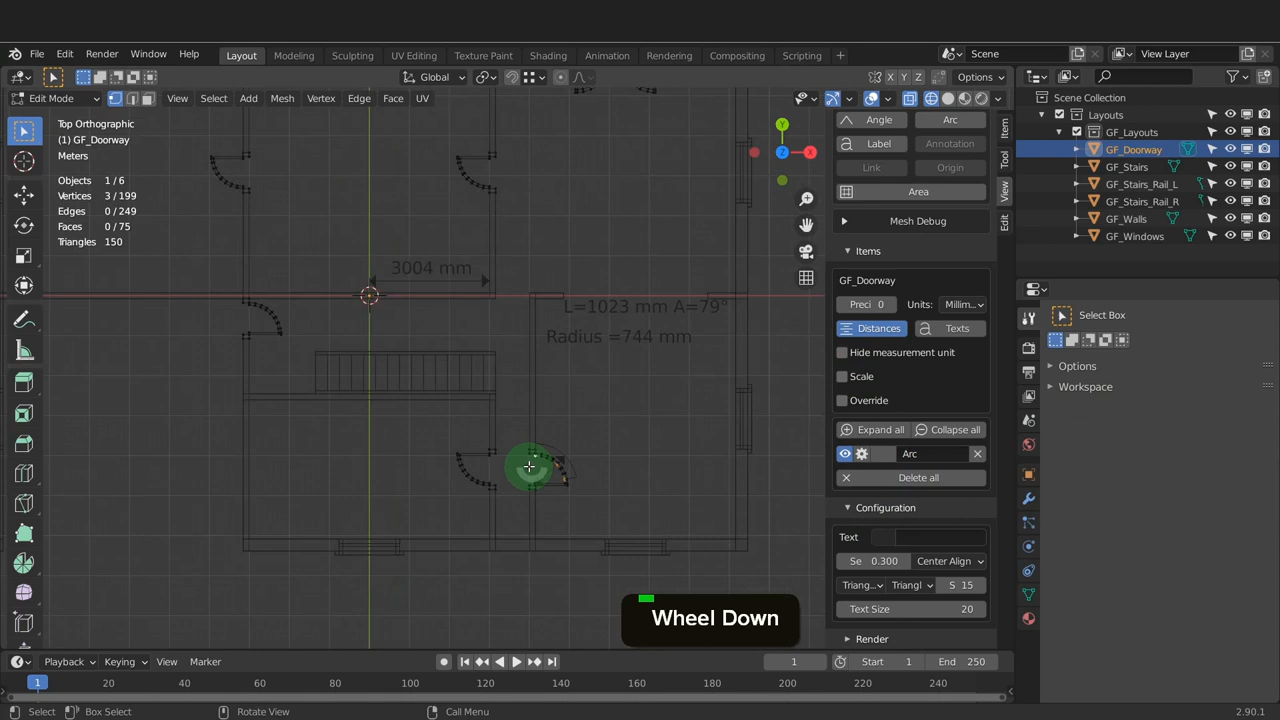 File Edit Render Window Help Layout Modeling Sculpting UV Editing Texture Paint Shading Animation Rendering Compositing Scripting + Scene View Layer
Global X Y Z Options
Edit Mode View Select Add Mesh Vertex Edge Face UV
Top Orthographic
(1) GF_Doorway
Meters
Objects 1 / 6
Vertices 3 / 199
Edges 0 / 249
Faces 0 / 75
Triangles 150
Y
Z X
3004 mm
L=1023 mm A=79°
Radius =744 mm
Wheel Down
Angle Arc
Label Annotation
Link Origin
Area
Mesh Debug
Items
GF_Doorway
Preci 0 Units: Millim...
Distances Texts
Hide measurement unit
Scale
Override
Expand all Collapse all
Arc
Delete all
Configuration
Text
Se 0.300 Center Align
Triang... Triangl S 15
Text Size 20
Render
Item
Tool
View
Edit
Scene Collection
Layouts
GF_Layouts
GF_Doorway
GF_Stairs
GF_Stairs_Rail_L
GF_Stairs_Rail_R
GF_Walls
GF_Windows
Select Box
Options
Workspace
Playback Keying View Marker 1 Start 1 End 250
1 20 40 60 80 100 120 140 160 180 200 220 240
Select Box Select Rotate View Call Menu 2.90.1